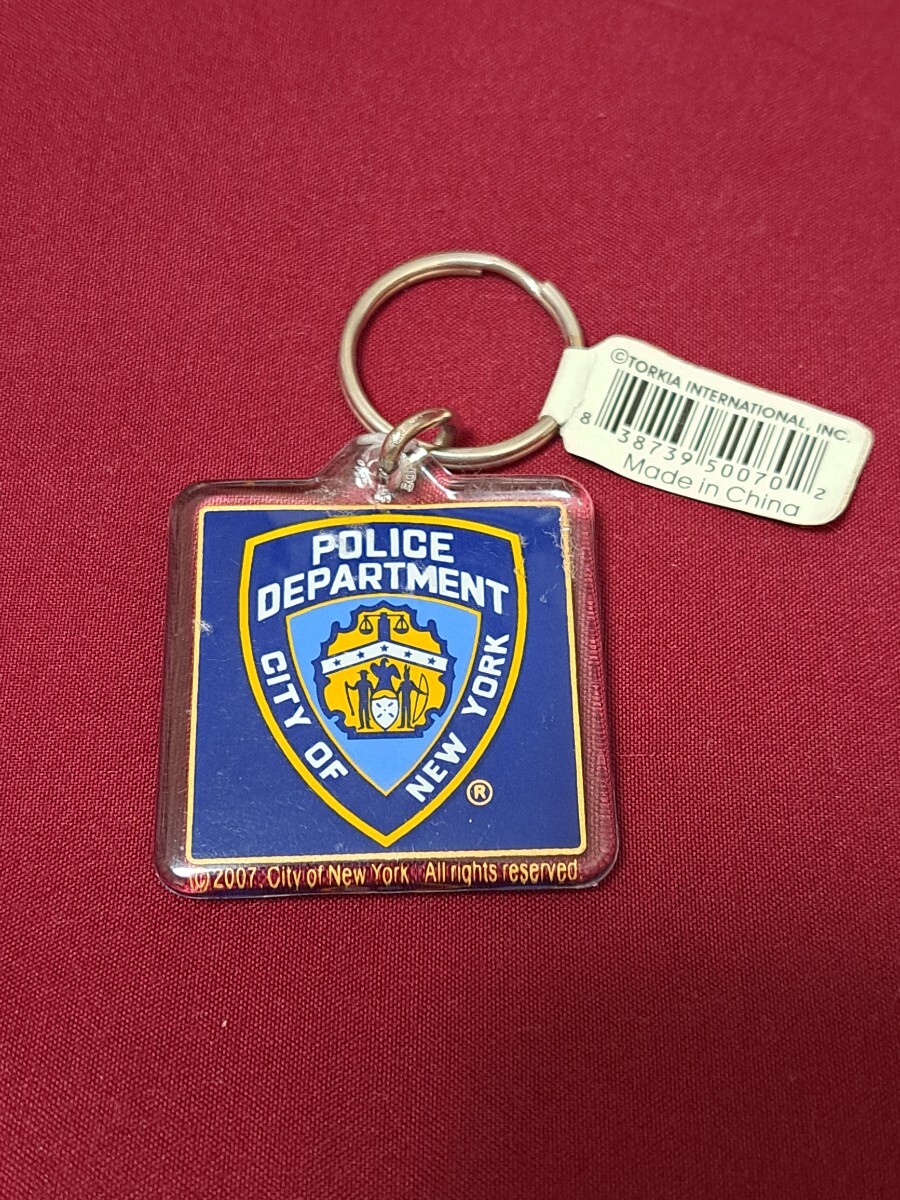 ©TORKIA INTERNATIONAL, INC.
8 38739 50070 2
Made in China
POLICE
DEPARTMENT
CITY OF
NEW YORK
®
©2007 City of New York All rights reserved